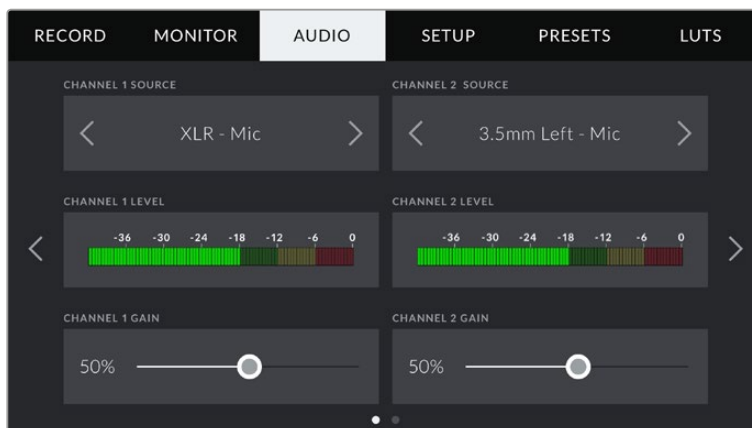 RECORD MONITOR AUDIO SETUP PRESETS LUTS
CHANNEL 1 SOURCE CHANNEL 2 SOURCE
XLR - Mic 3.5mm Left - Mic
CHANNEL 1 LEVEL CHANNEL 2 LEVEL
-36 -30 -24 -18 -12 -6 0 -36 -30 -24 -18 -12 -6 0
CHANNEL 1 GAIN CHANNEL 2 GAIN
50% 50%